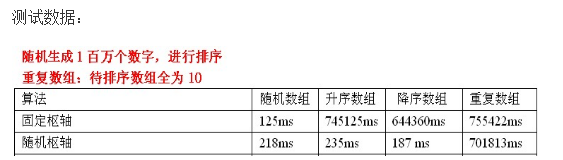 测试数据：
随机生成1百万个数字，进行排序
重复数组：待排序数组全为10
算法 随机数组 升序数组 降序数组 重复数组
固定枢轴 125ms 745125ms 644360ms 755422ms
随机枢轴 218ms 235ms 187 ms 701813ms